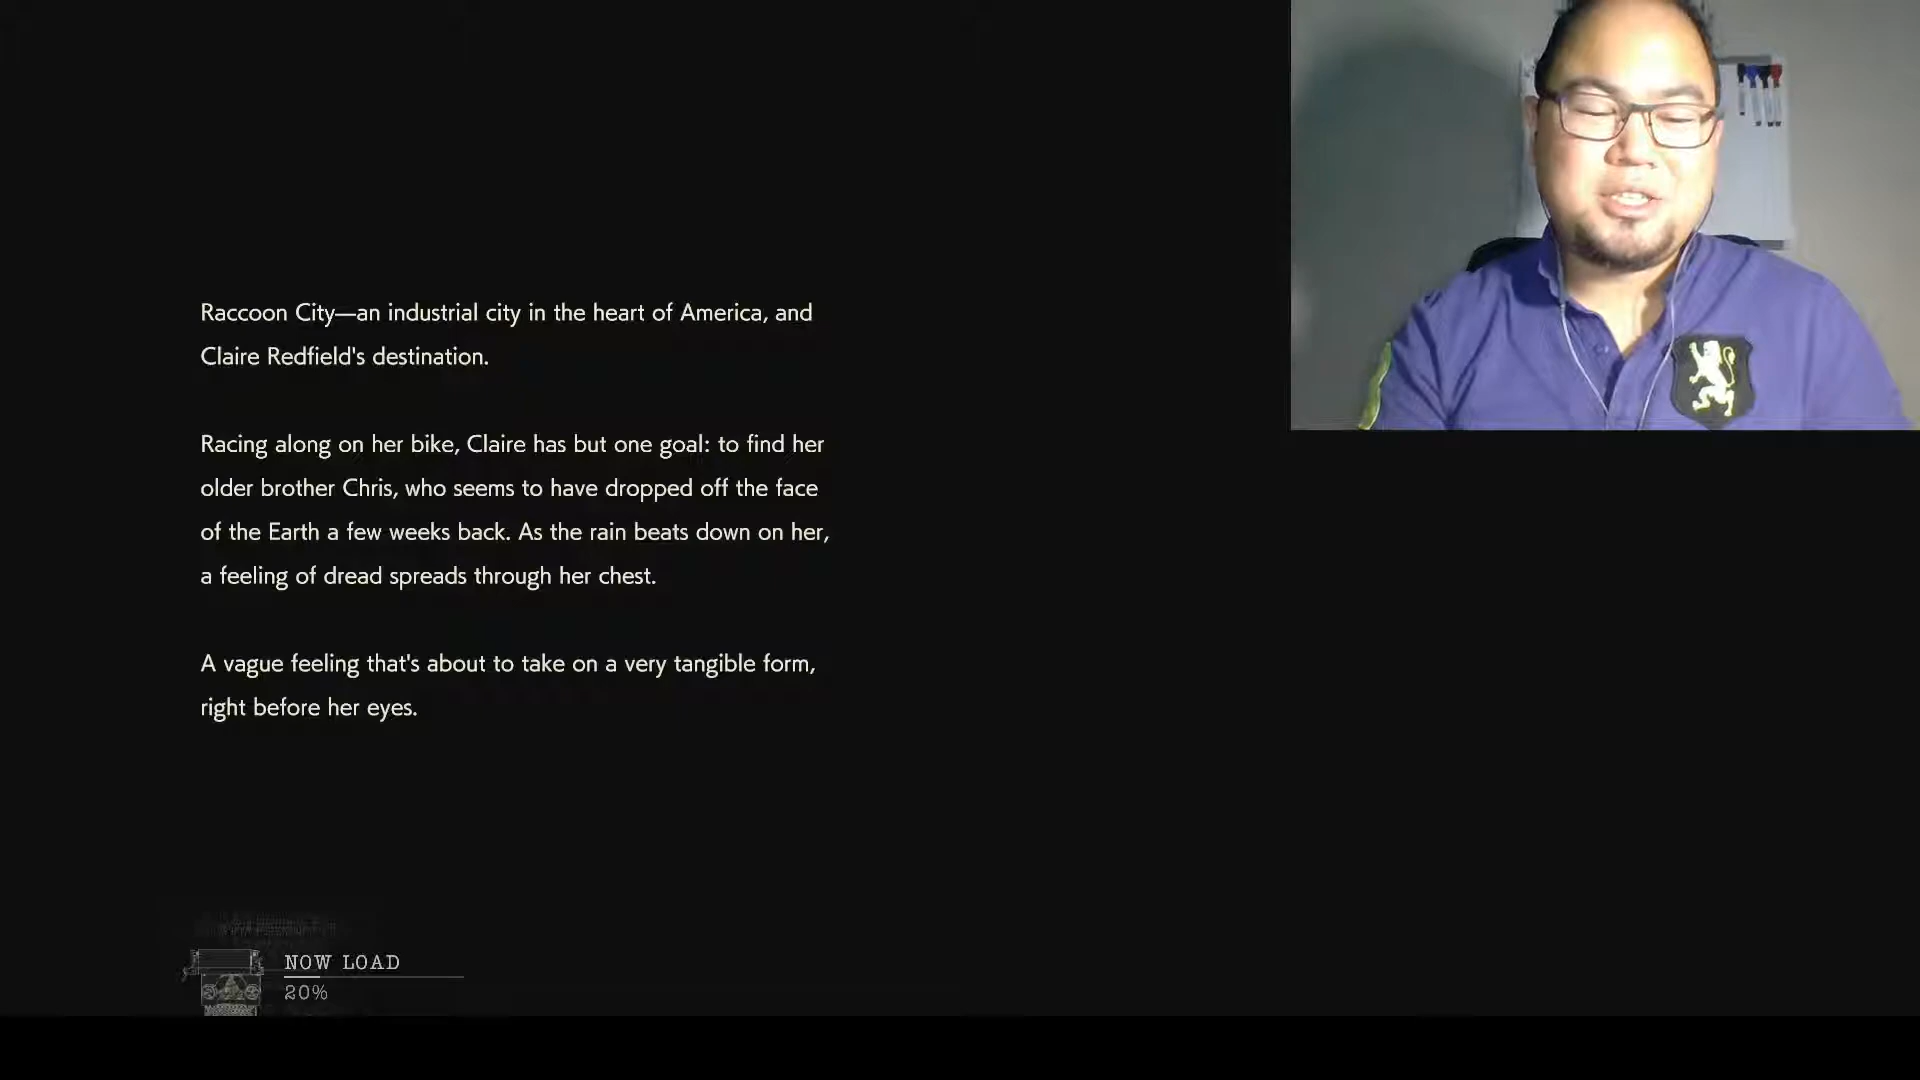 Raccoon City—an industrial city in the heart of America, and
Claire Redfield's destination.
Racing along on her bike, Claire has but one goal: to find her
older brother Chris, who seems to have dropped off the face
of the Earth a few weeks back. As the rain beats down on her,
a feeling of dread spreads through her chest.
A vague feeling that's about to take on a very tangible form,
right before her eyes.
NOW LOAD
20%